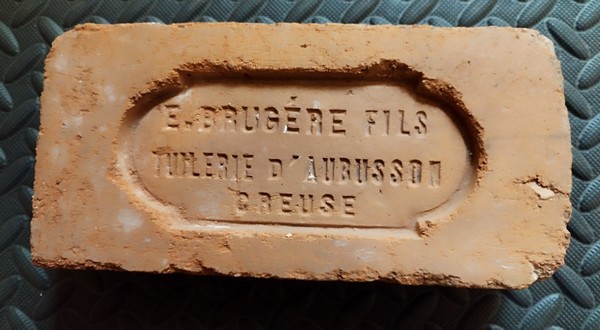 E. BRUGÉRE FILS
TUILERIE D'AUBUSSON
CREUSE